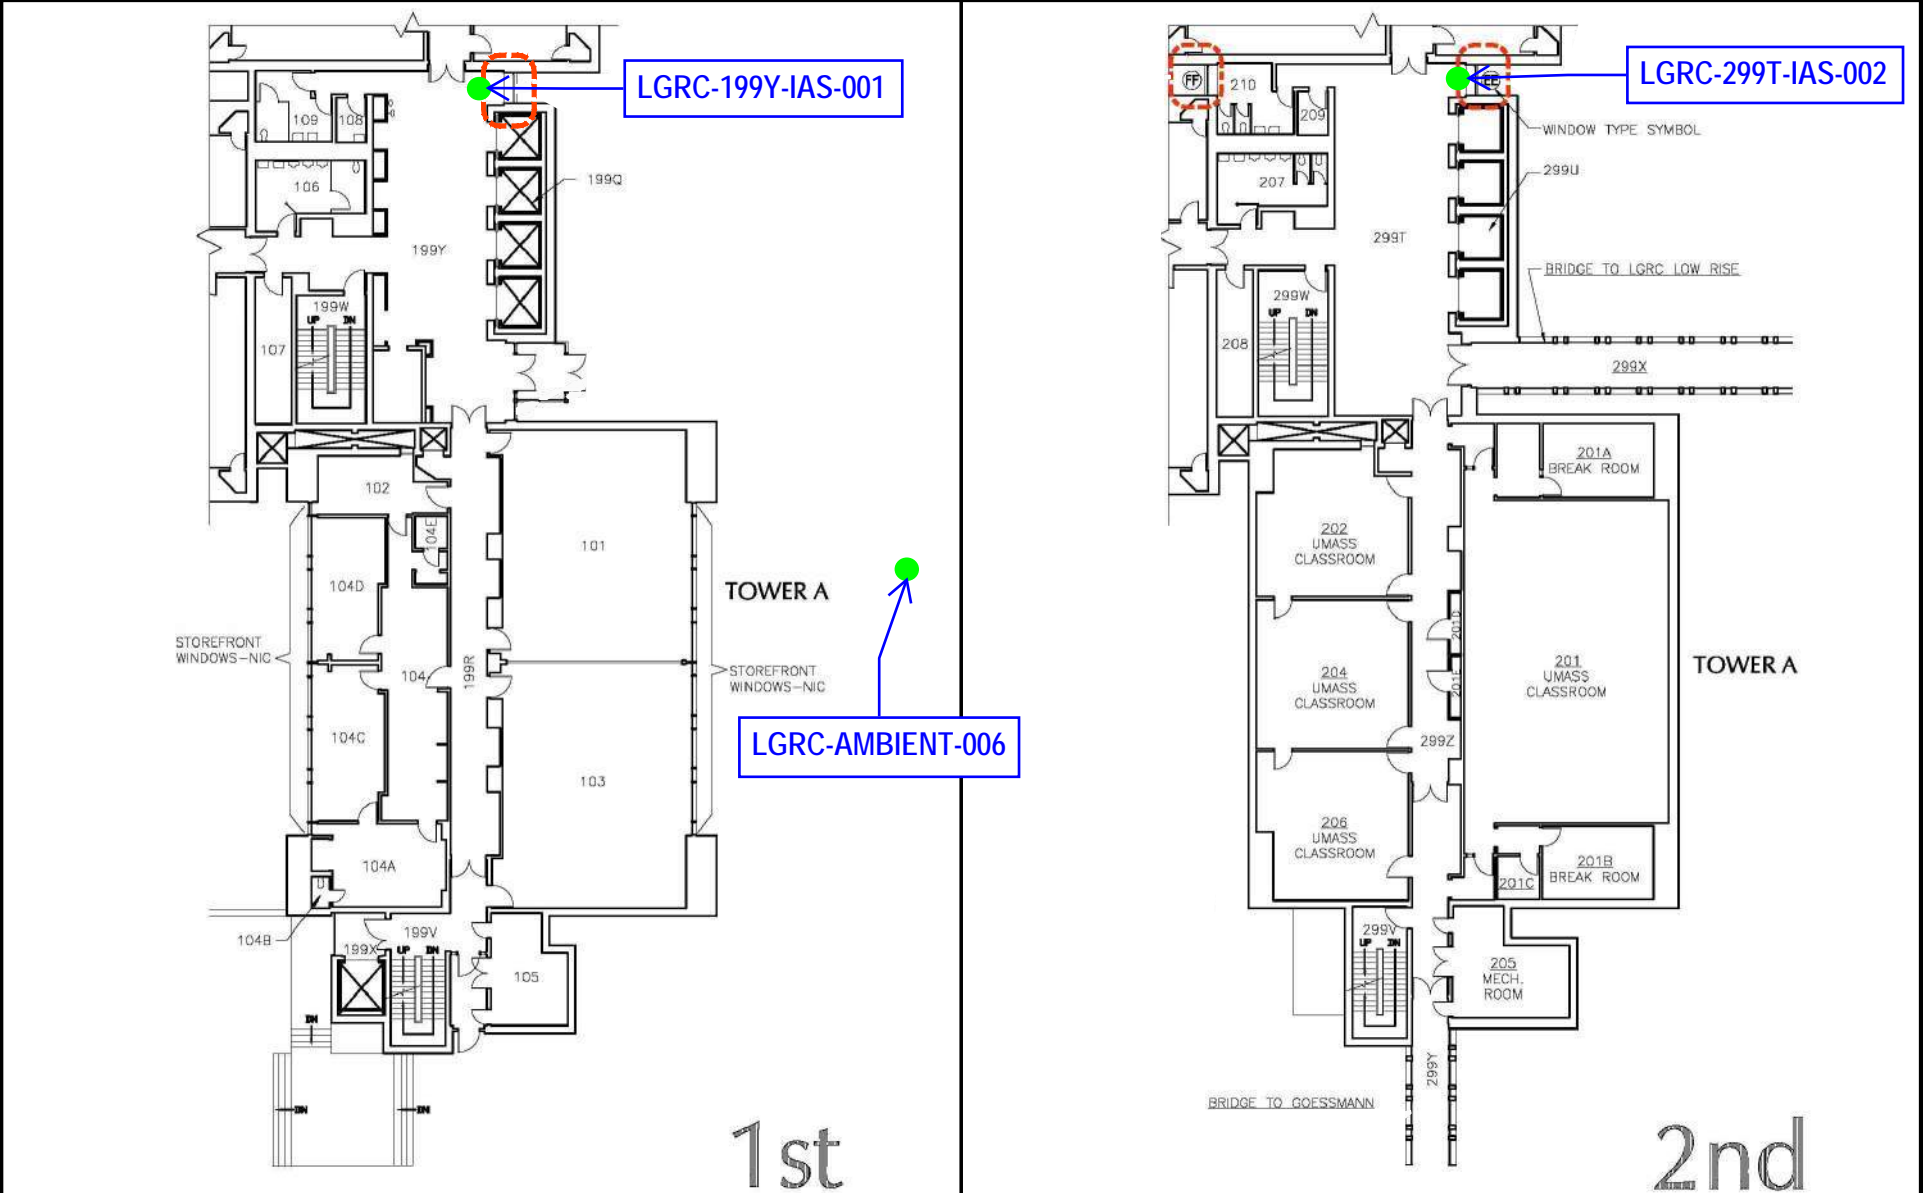 LGRC-199Y-IAS-001
109
108
106
199Q
199Y
199W
UP DN
107
102
104E
101
104D
TOWER A
STOREFRONT
WINDOWS-NIC
199R
104
STOREFRONT
WINDOWS-NIC
104C
LGRC-AMBIENT-006
103
104A
104B
199X
199V
UP DN
105
DN
DN
DN
1st
FF
210
EE
LGRC-299T-IAS-002
209
WINDOW TYPE SYMBOL
299U
207
299T
BRIDGE TO LGRC LOW RISE
299W
UP DN
208
299X
201A
BREAK ROOM
202
UMASS
CLASSROOM
201D
204
UMASS
CLASSROOM
201E
201
UMASS
CLASSROOM
TOWER A
299Z
206
UMASS
CLASSROOM
201B
BREAK ROOM
201C
299V
UP DN
205
MECH.
ROOM
299Y
BRIDGE TO GOESSMANN
2nd